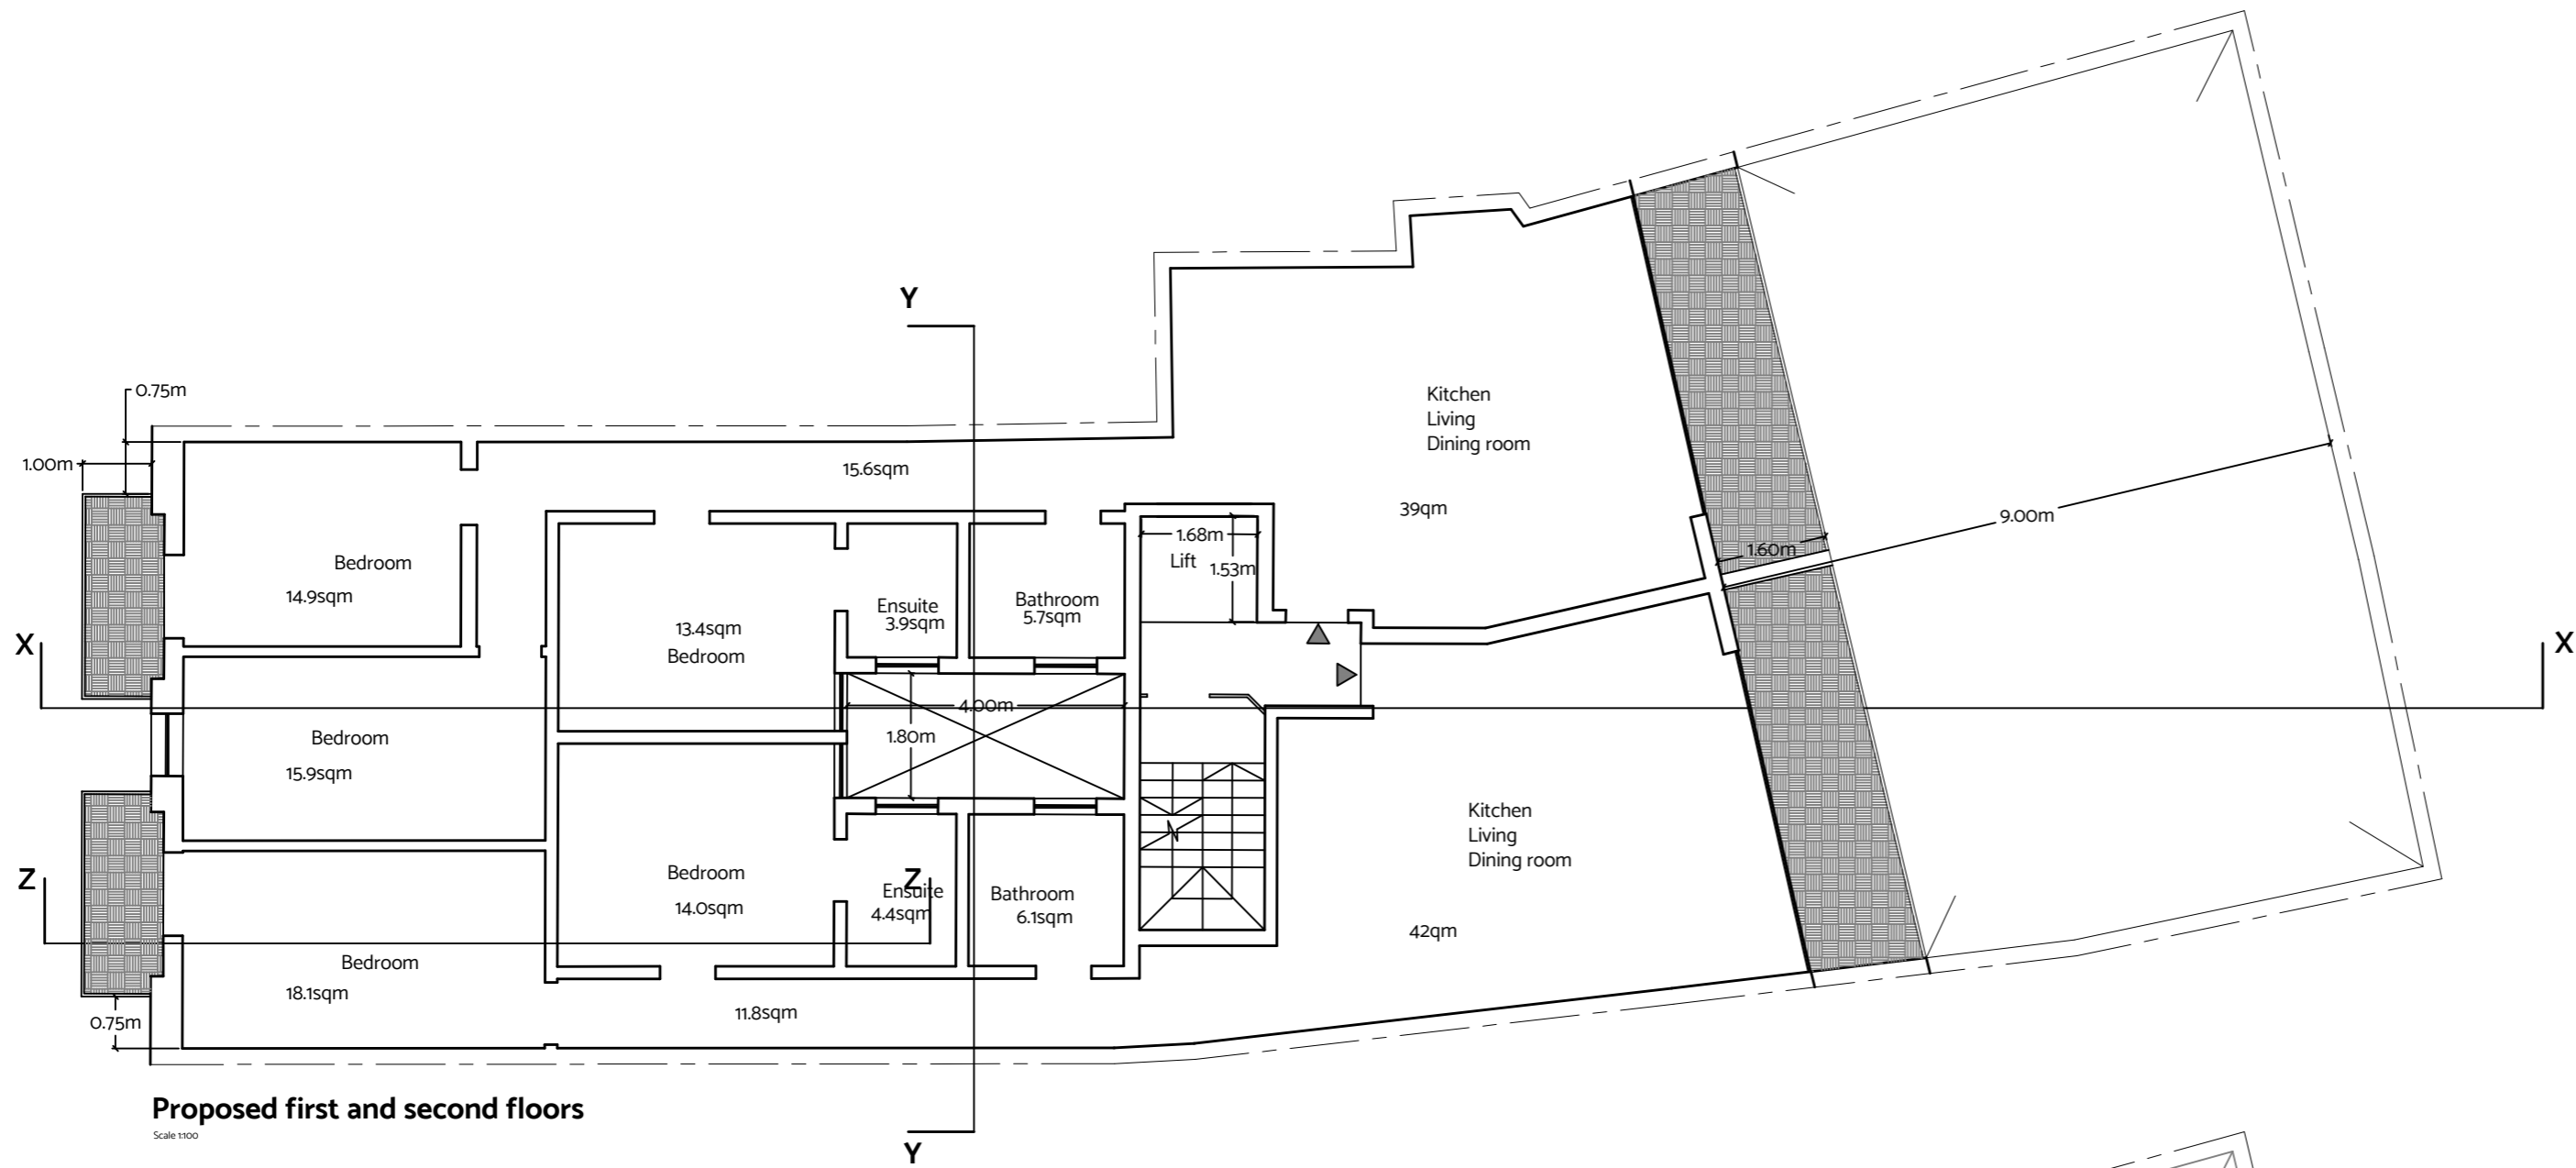 Y
0.75m
1.00m
15.6sqm
Kitchen
Living
Dining room
39qm
9.00m
1.60m
1.68m
Lift
1.53m
Bedroom
14.9sqm
Ensuite
3.9sqm
Bathroom
5.7sqm
13.4sqm
Bedroom
X
X
4.00m
1.80m
Bedroom
15.9sqm
N
Kitchen
Living
Dining room
42qm
Z
Bedroom
14.0sqm
Z
Ensuite
4.4sqm
Bathroom
6.1sqm
Bedroom
18.1sqm
11.8sqm
0.75m
Proposed first and second floors
Scale 1:100
Y